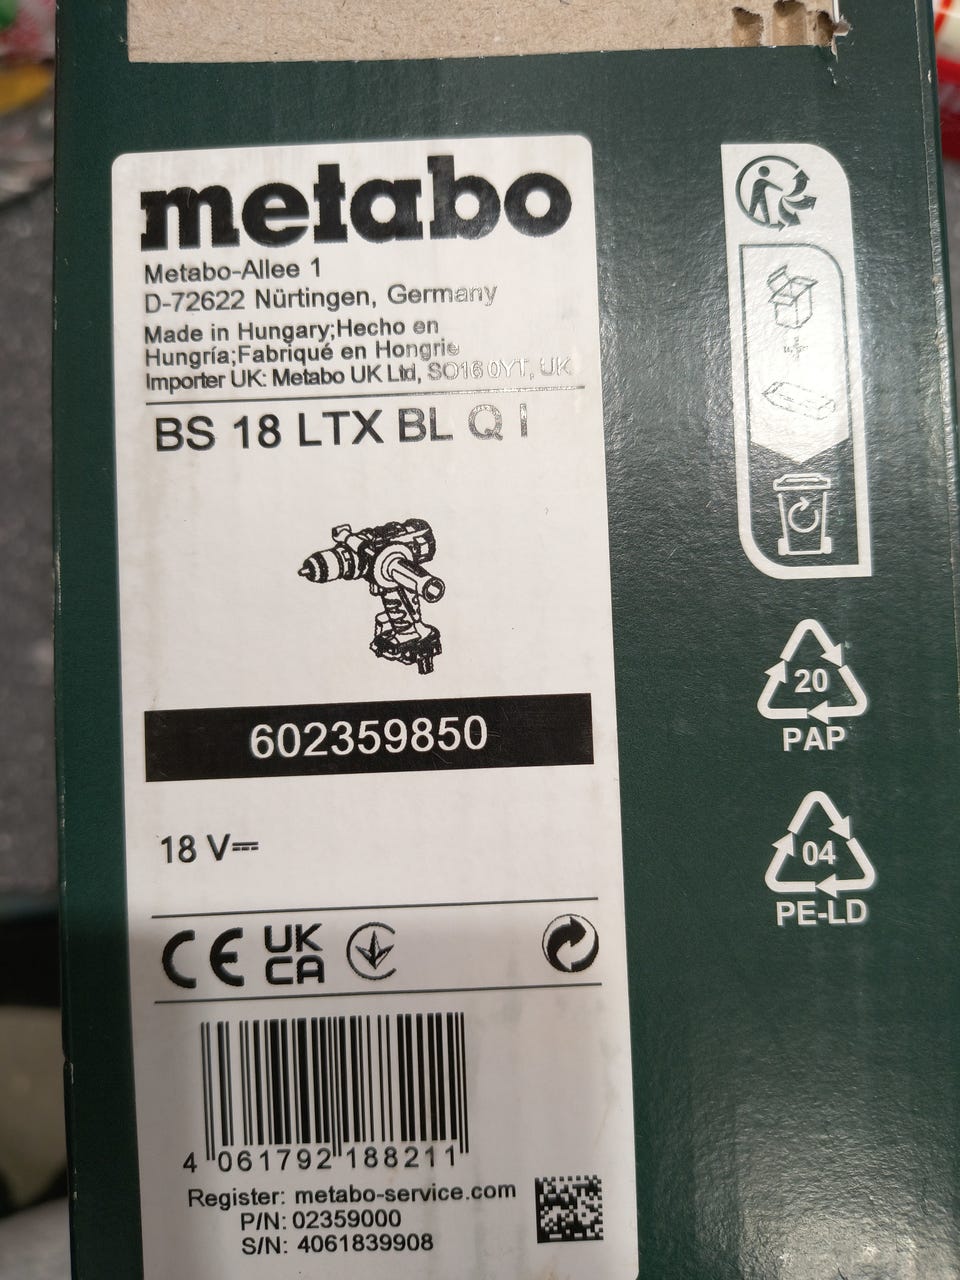 metabo
Metabo-Allee 1
D-72622 Nürtingen, Germany
Made in Hungary;Hecho en
Hungría;Fabriqué en Hongrie
Importer UK: Metabo UK Ltd, SO16 0YT, UK
BS 18 LTX BL Q I
602359850
18 V⎓
CE UK
CA
4 061792 188211
Register: metabo-service.com
P/N: 02359000
S/N: 4061839908
20
PAP
04
PE-LD